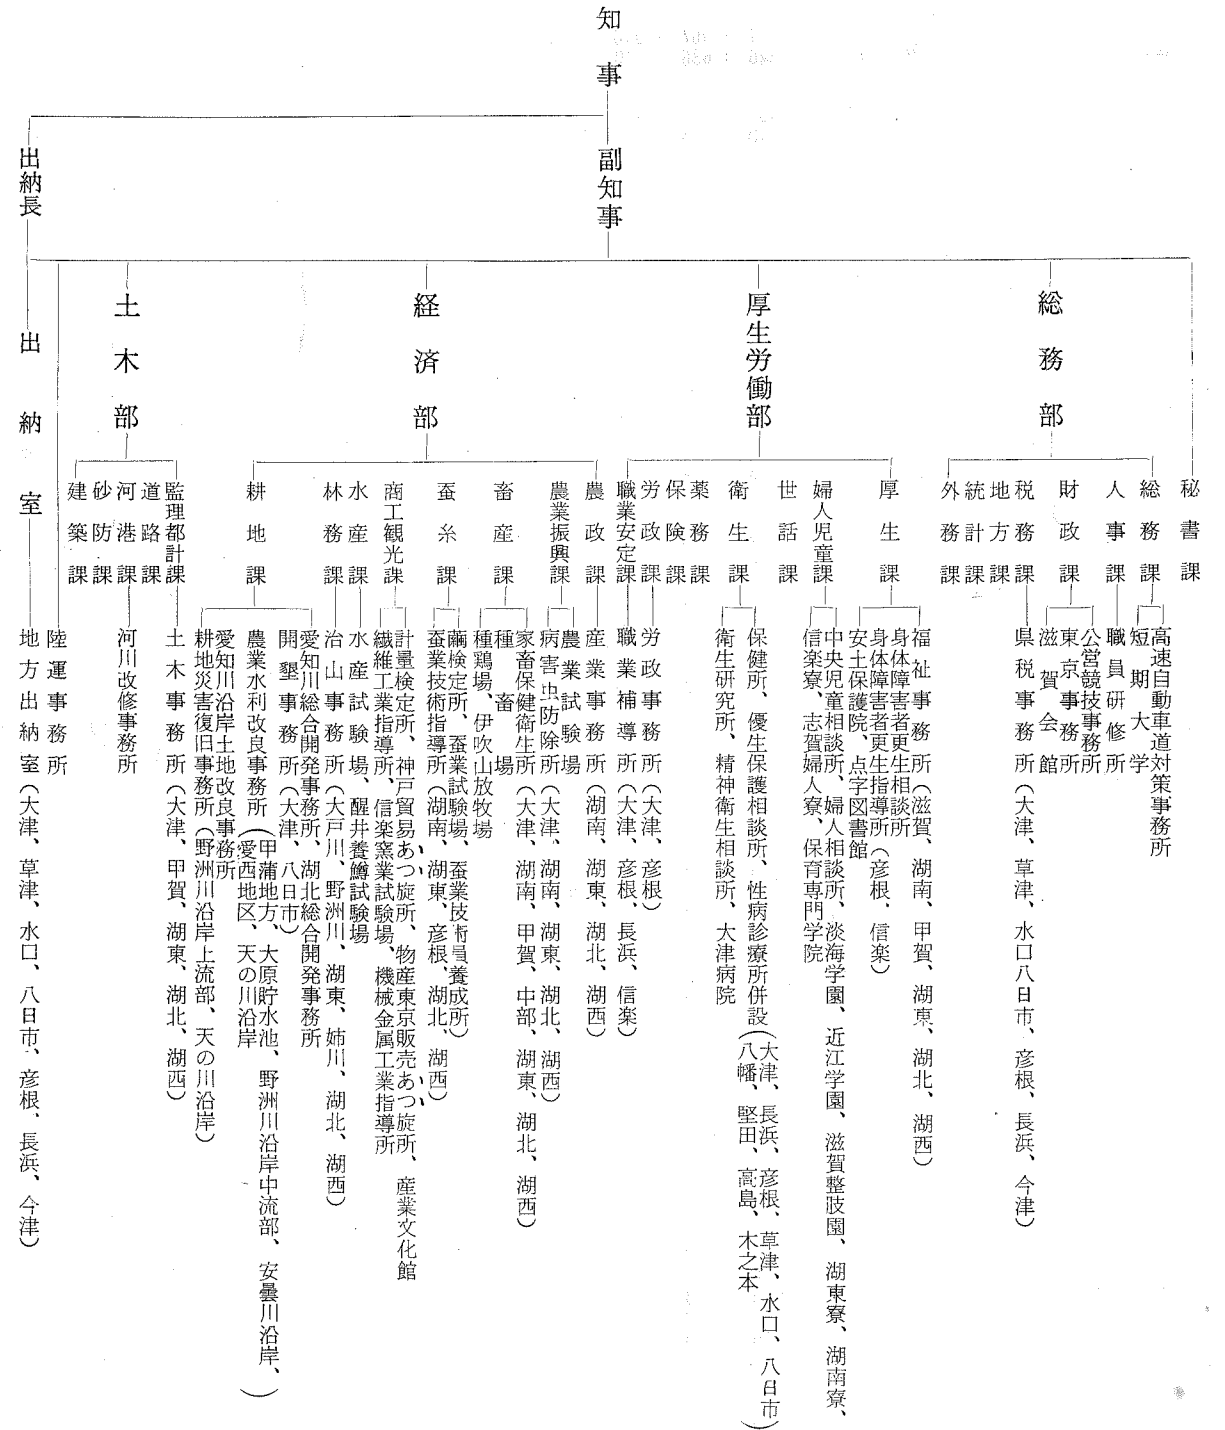 知事
副知事
出納長
秘書課
総務部
総務課
高速自動車道対策事務所
短期大学
人事課
職員研修所
財政課
公営競技事務所
東京事務所
滋賀会館
税務課
県税事務所(大津、草津、水口八日市、彦根、長浜、今津)
地方課
統計課
外務課
厚生労働部
厚生課
福祉事務所(滋賀、湖南、甲賀、湖東、湖北、湖西)
身体障害者更生相談所
身体障害者更生指導所(彦根、信楽)
安土保護院、点字図書館
婦人児童課
中央児童相談所、婦人相談所、淡海学園、近江学園、滋賀整肢園、湖東寮、湖南寮、
信楽寮、志賀婦人寮、保育専門学院
世話課
衛生課
保健所、優生保護相談所、性病診療所併設(大津、長浜、彦根、草津、水口、八日市
八幡、堅田、高島、木之本)
衛生研究所、精神衛生相談所、大津病院
薬務課
保険課
労政課
労政事務所(大津、彦根)
職業安定課
職業補導所(大津、彦根、長浜、信楽)
経済部
農政課
産業事務所(湖南、湖東、湖北、湖西)
農業振興課
農業試験場
病害虫防除所(大津、湖南、湖東、湖北、湖西)
畜産課
家畜保健衛生所(大津、湖南、甲賀、中部、湖東、湖北、湖西)
種畜場
種鶏場、伊吹山放牧場
蚕糸課
繭検定所、蚕業試験場、蚕業技術員養成所)
蚕業技術指導所(湖南、湖東、彦根、湖北、湖西)
商工観光課
計量検定所、神戸貿易あつ旋所、物産東京販売あつ旋所、産業文化館
繊維工業指導所、信楽窯業試験場、機械金属工業指導所
水産課
水産試験場、醒井養鱒試験場
林務課
治山事務所(大戸川、野洲川、湖東、姉川、湖北、湖西)
耕地課
愛知川総合開発事務所、湖北総合開発事務所
開墾事務所(大津、八日市)
農業水利改良事務所(甲蒲地方、大原貯水池、野洲川沿岸中流部、安曇川沿岸、
愛西地区、天の川沿岸)
愛知川沿岸土地改良事務所
耕地災害復旧事務所(野洲川沿岸上流部、天の川沿岸)
土木部
監理都計課
土木事務所(大津、甲賀、湖東、湖北、湖西)
道路課
河港課
河川改修事務所
砂防課
建築課
陸運事務所
出納室
地方出納室(大津、草津、水口、八日市、彦根、長浜、今津)